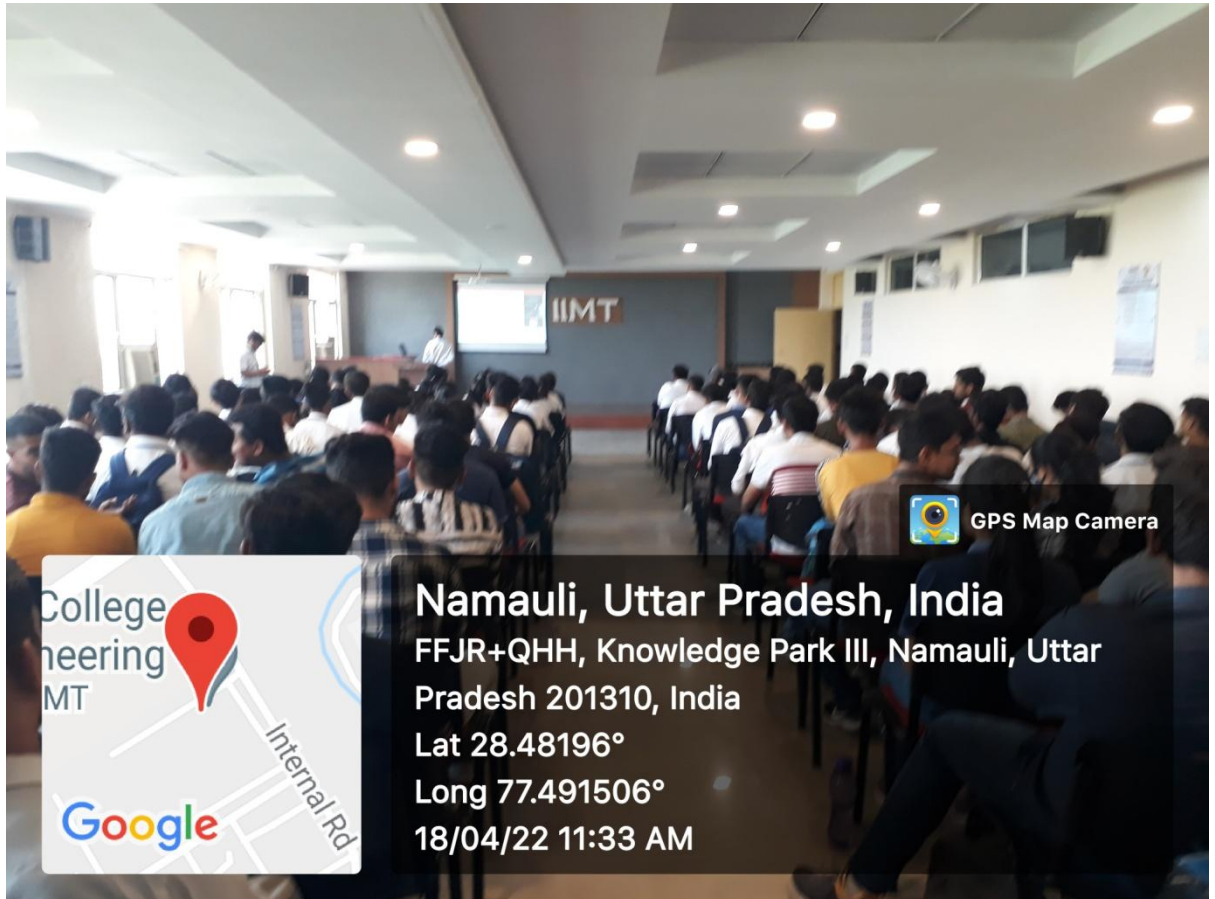 IIMT
GPS Map Camera
College
neering
MT
Internal Rd
Google
Namauli, Uttar Pradesh, India
FFJR+QHH, Knowledge Park III, Namauli, Uttar
Pradesh 201310, India
Lat 28.48196°
Long 77.491506°
18/04/22 11:33 AM